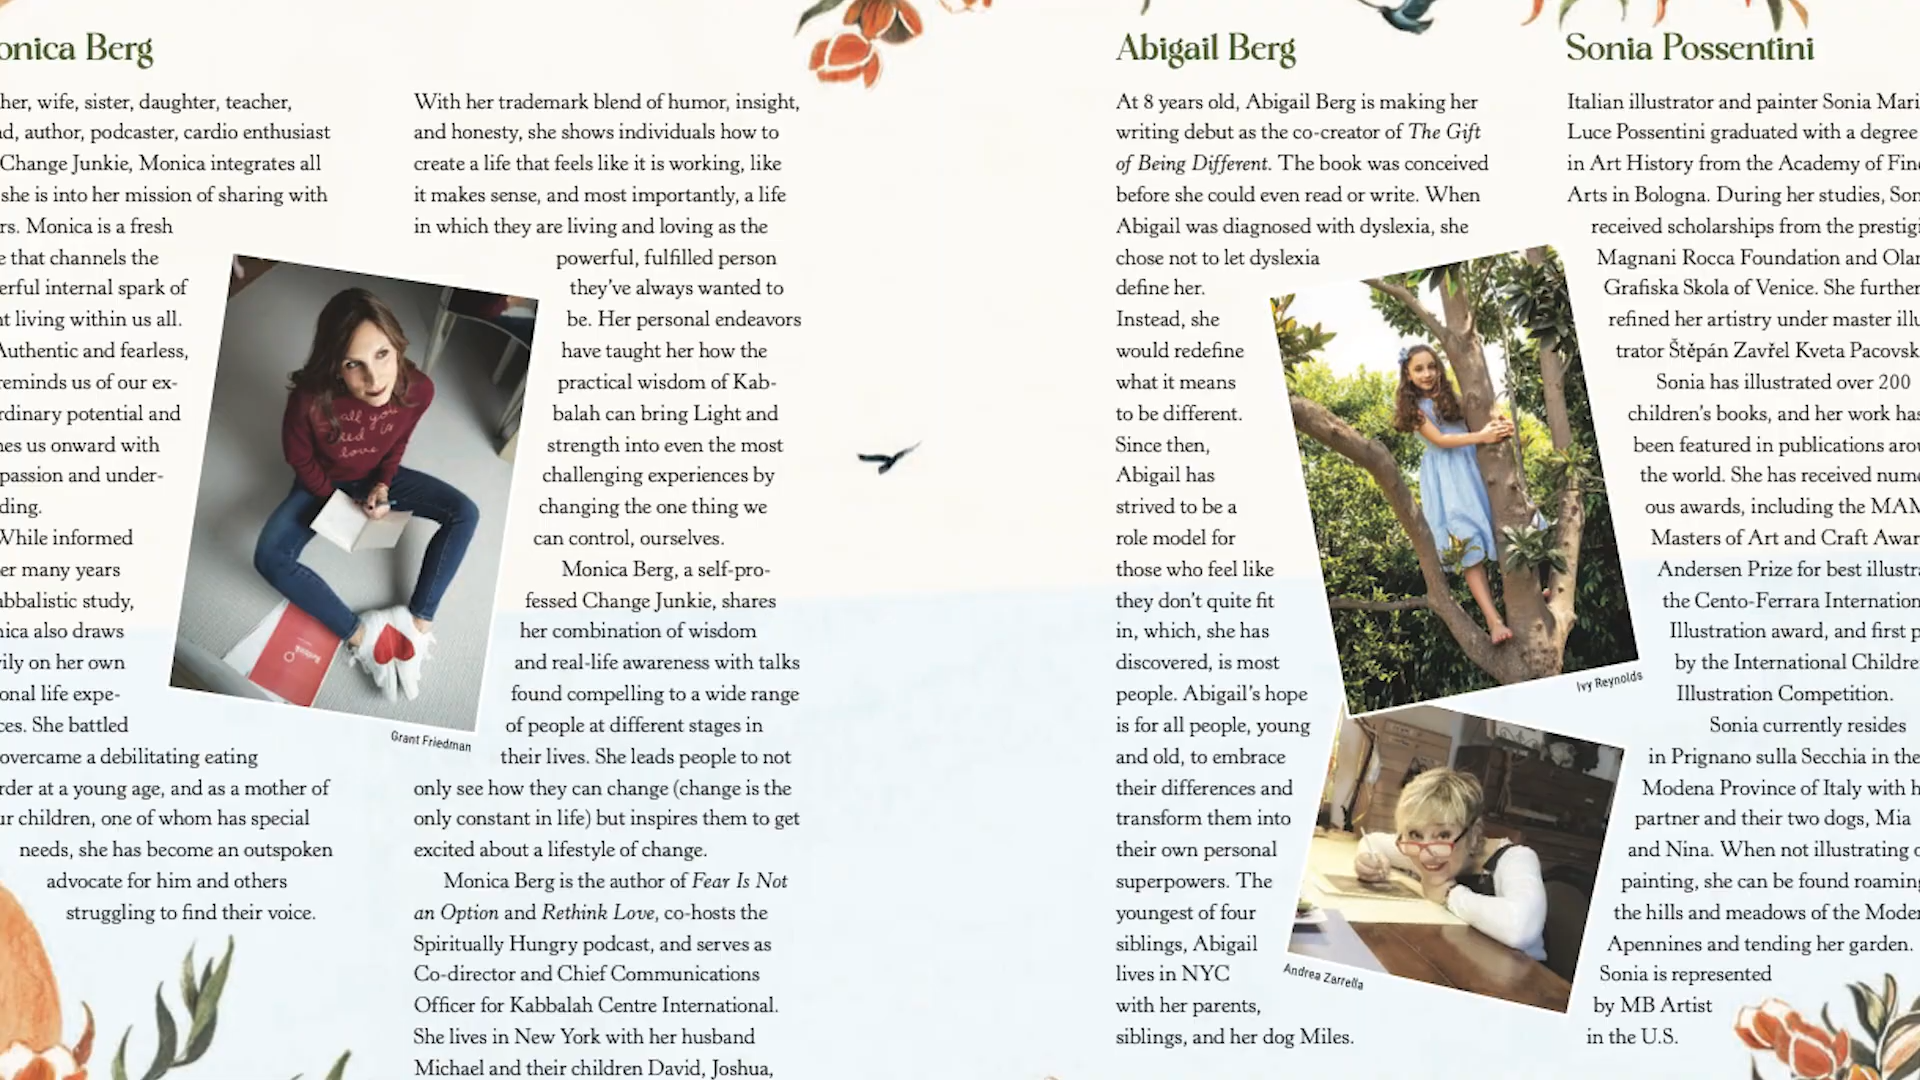 onica Berg
her, wife, sister, daughter, teacher,
d, author, podcaster, cardio enthusiast
Change Junkie, Monica integrates all
she is into her mission of sharing with
rs. Monica is a fresh
e that channels the
erful internal spark of
t living within us all.
Authentic and fearless,
reminds us of our ex-
rdinary potential and
hes us onward with
passion and under-
ding.
While informed
er many years
abbalistic study,
nica also draws
vily on her own
onal life expe-
ces. She battled
overcame a debilitating eating
rder at a young age, and as a mother of
ur children, one of whom has special
needs, she has become an outspoken
advocate for him and others
struggling to find their voice.
all you
need is
love
Rethink
Grant Friedman
With her trademark blend of humor, insight,
and honesty, she shows individuals how to
create a life that feels like it is working, like
it makes sense, and most importantly, a life
in which they are living and loving as the
powerful, fulfilled person
they've always wanted to
be. Her personal endeavors
have taught her how the
practical wisdom of Kab-
balah can bring Light and
strength into even the most
challenging experiences by
changing the one thing we
can control, ourselves.
Monica Berg, a self-pro-
fessed Change Junkie, shares
her combination of wisdom
and real-life awareness with talks
found compelling to a wide range
of people at different stages in
their lives. She leads people to not
only see how they can change (change is the
only constant in life) but inspires them to get
excited about a lifestyle of change.
Monica Berg is the author of Fear Is Not
an Option and Rethink Love, co-hosts the
Spiritually Hungry podcast, and serves as
Co-director and Chief Communications
Officer for Kabbalah Centre International.
She lives in New York with her husband
Michael and their children David, Joshua,
Abigail Berg
At 8 years old, Abigail Berg is making her
writing debut as the co-creator of The Gift
of Being Different. The book was conceived
before she could even read or write. When
Abigail was diagnosed with dyslexia, she
chose not to let dyslexia
define her.
Instead, she
would redefine
what it means
to be different.
Since then,
Abigail has
strived to be a
role model for
those who feel like
they don't quite fit
in, which, she has
discovered, is most
people. Abigail's hope
is for all people, young
and old, to embrace
their differences and
transform them into
their own personal
superpowers. The
youngest of four
siblings, Abigail
lives in NYC
with her parents,
siblings, and her dog Miles.
Ivy Reynolds
Andrea Zarrella
Sonia Possentini
Italian illustrator and painter Sonia Mari
Luce Possentini graduated with a degree
in Art History from the Academy of Fine
Arts in Bologna. During her studies, Son
received scholarships from the prestigi
Magnani Rocca Foundation and Olar
Grafiska Skola of Venice. She further
refined her artistry under master illu
trator Štěpán Zavřel Kveta Pacovsk
Sonia has illustrated over 200
children's books, and her work has
been featured in publications arou
the world. She has received nume
ous awards, including the MAM
Masters of Art and Craft Awar
Andersen Prize for best illustra
the Cento-Ferrara Internation
Illustration award, and first p
by the International Childre
Illustration Competition.
Sonia currently resides
in Prignano sulla Secchia in the
Modena Province of Italy with h
partner and their two dogs, Mia
and Nina. When not illustrating o
painting, she can be found roaming
the hills and meadows of the Moder
Apennines and tending her garden.
Sonia is represented
by MB Artist
in the U.S.